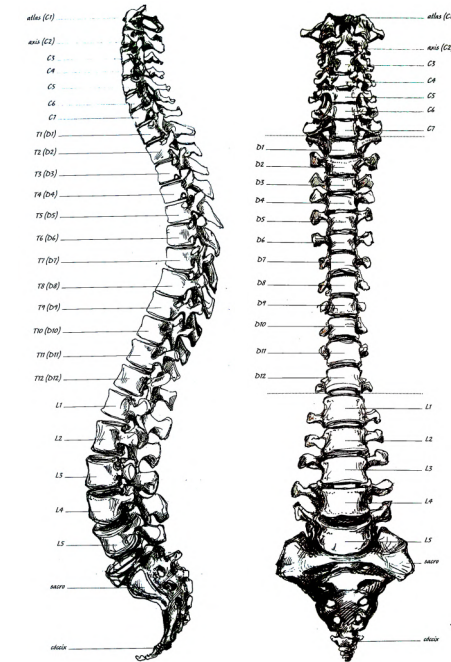 atlas (C1)
axis (C2)
C3
C4
C5
C6
C7
T1 (D1)
T2 (D2)
T3 (D3)
T4 (D4)
T5 (D5)
T6 (D6)
T7 (D7)
T8 (D8)
T9 (D9)
T10 (D10)
T11 (D11)
T12 (D12)
L1
L2
L3
L4
L5
sacro
cóccix
atlas (C
axis (C2
C3
C4
C5
C6
C7
D1
D2
D3
D4
D5
D6
D7
D8
D9
D10
D11
D12
L1
L2
L3
L4
L5
sacro
cóccix